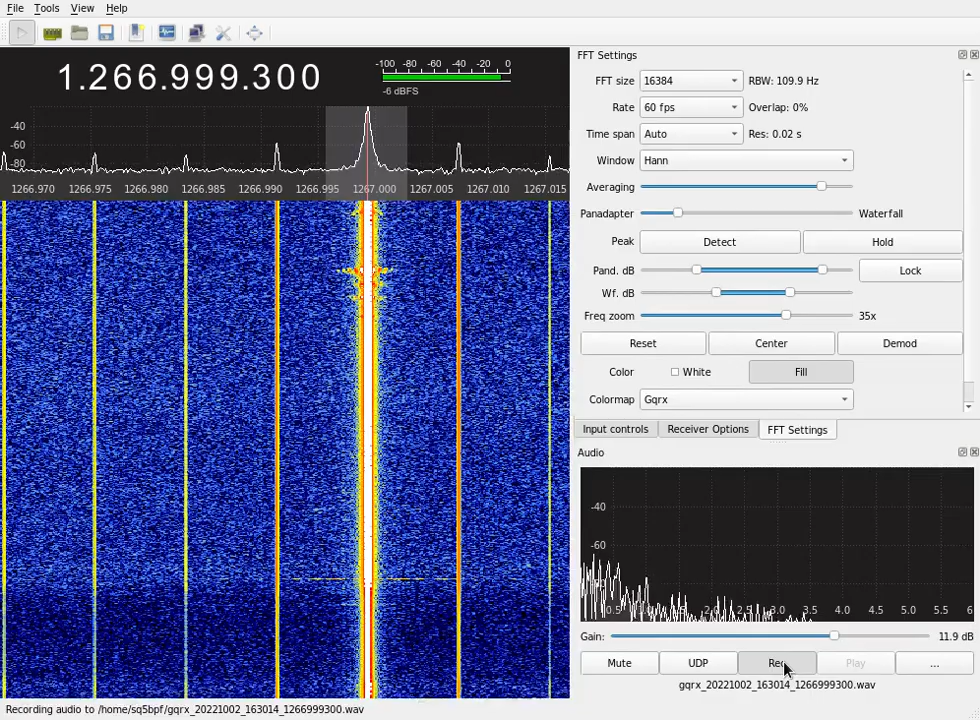 File Tools View Help
1.266.999.300
-100 -80 -60 -40 -20 0
-6 dBFS
-40
-60
-80
1266.970 1266.975 1266.980 1266.985 1266.990 1266.995 1267.000 1267.005 1267.010 1267.015
FFT Settings
FFT size 16384 RBW: 109.9 Hz
Rate 60 fps Overlap: 0%
Time span Auto Res: 0.02 s
Window Hann
Averaging
Panadapter Waterfall
Peak Detect Hold
Pand. dB Lock
Wf. dB
Freq zoom 35x
Reset Center Demod
Color White Fill
Colormap Gqrx
Input controls Receiver Options FFT Settings
Audio
-40
-60
0.5 2.0 2.5 3.0 3.5 4.0 4.5 5.0 5.5 6
Gain: 11.9 dB
Mute UDP Rec Play ...
gqrx_20221002_163014_1266999300.wav
Recording audio to /home/sq5bpf/gqrx_20221002_163014_1266999300.wav